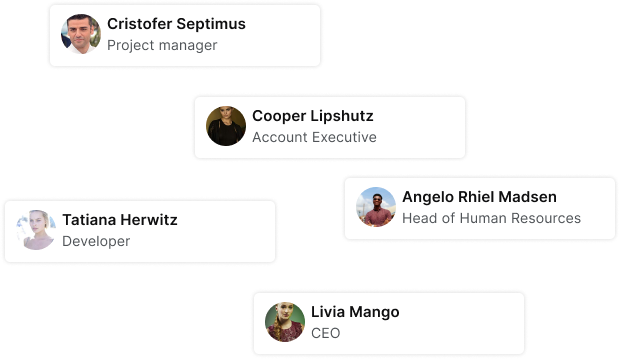 Cristofer Septimus
Project manager
Cooper Lipshutz
Account Executive
Angelo Rhiel Madsen
Head of Human Resources
Tatiana Herwitz
Developer
Livia Mango
CEO